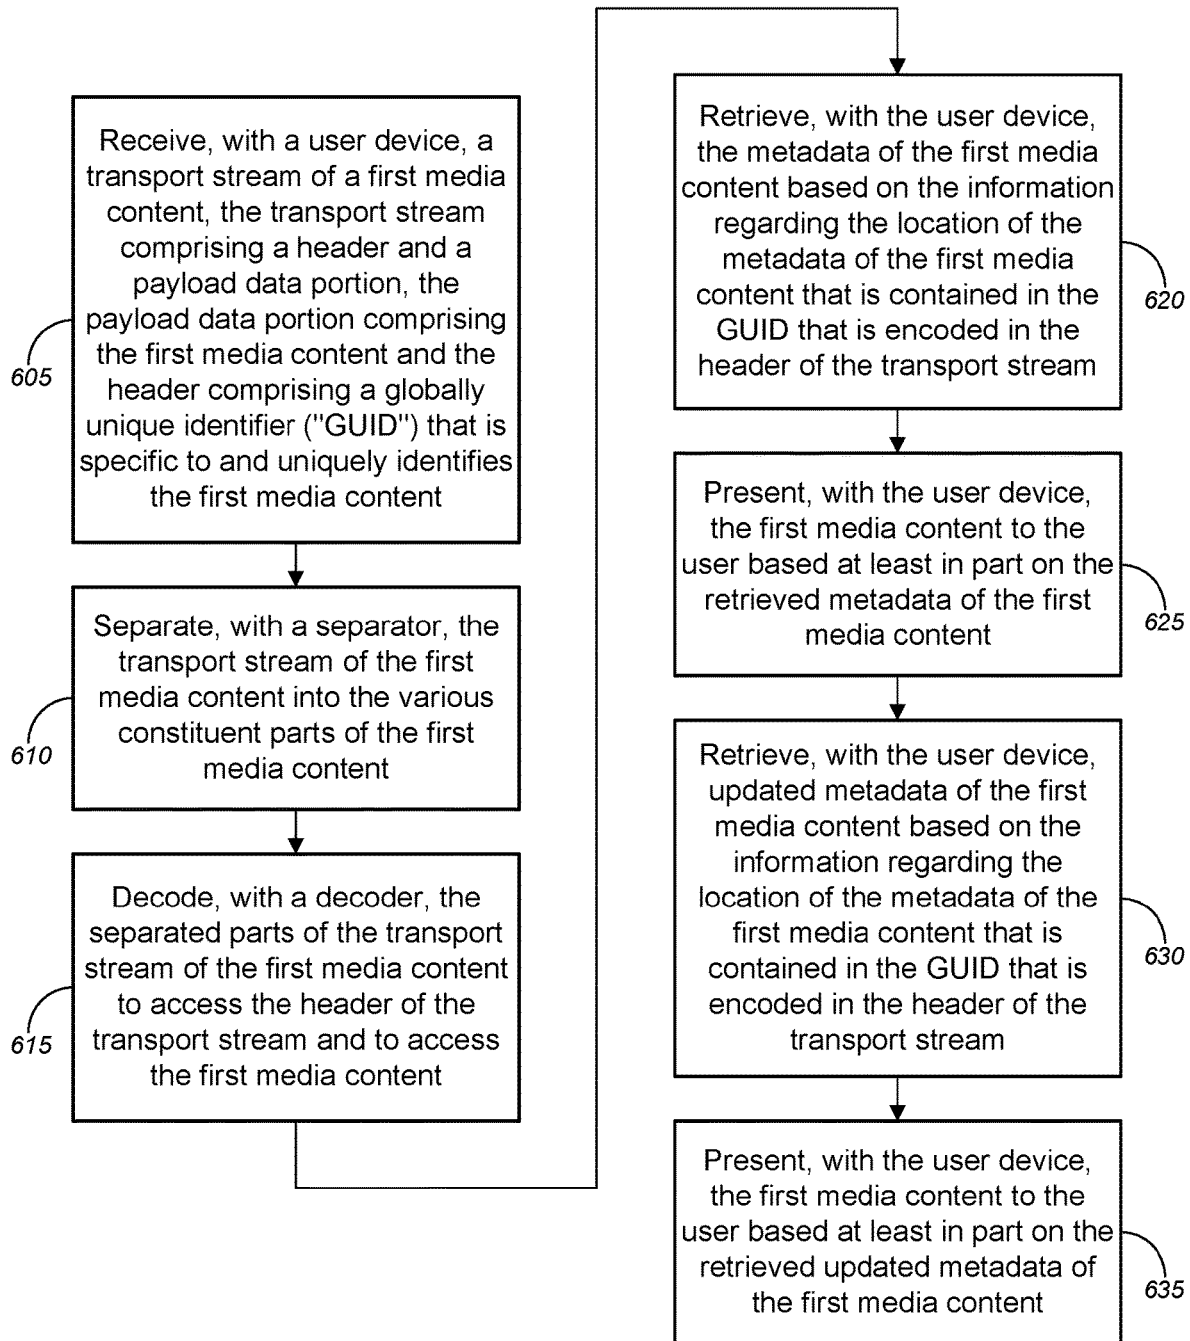 Receive, with a user device, a
transport stream of a first media
content, the transport stream
comprising a header and a
payload data portion, the
payload data portion comprising
the first media content and the
header comprising a globally
unique identifier ("GUID") that is
specific to and uniquely identifies
the first media content
605
Separate, with a separator, the
transport stream of the first
media content into the various
constituent parts of the first
media content
610
Decode, with a decoder, the
separated parts of the transport
stream of the first media content
to access the header of the
transport stream and to access
the first media content
615
Retrieve, with the user device,
the metadata of the first media
content based on the information
regarding the location of the
metadata of the first media
content that is contained in the
GUID that is encoded in the
header of the transport stream
620
Present, with the user device,
the first media content to the
user based at least in part on the
retrieved metadata of the first
media content
625
Retrieve, with the user device,
updated metadata of the first
media content based on the
information regarding the
location of the metadata of the
first media content that is
contained in the GUID that is
encoded in the header of the
transport stream
630
Present, with the user device,
the first media content to the
user based at least in part on the
retrieved updated metadata of
the first media content
635